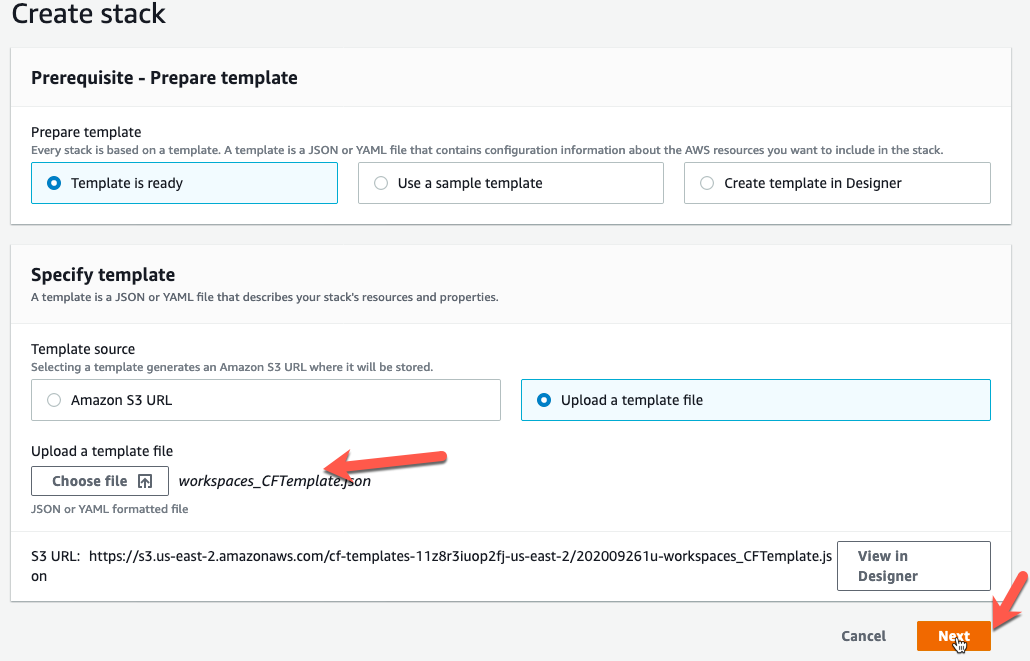 Create stack
Prerequisite - Prepare template
Prepare template
Every stack is based on a template. A template is a JSON or YAML file that contains configuration information about the AWS resources you want to include in the stack.
Template is ready
Use a sample template
Create template in Designer
Specify template
A template is a JSON or YAML file that describes your stack's resources and properties.
Template source
Selecting a template generates an Amazon S3 URL where it will be stored.
Amazon S3 URL
Upload a template file
Upload a template file
Choose file
workspaces_CFTemplate.json
JSON or YAML formatted file
S3 URL: https://s3.us-east-2.amazonaws.com/cf-templates-11z8r3iuop2fj-us-east-2/202009261u-workspaces_CFTemplate.js
on
View in
Designer
Cancel
Next